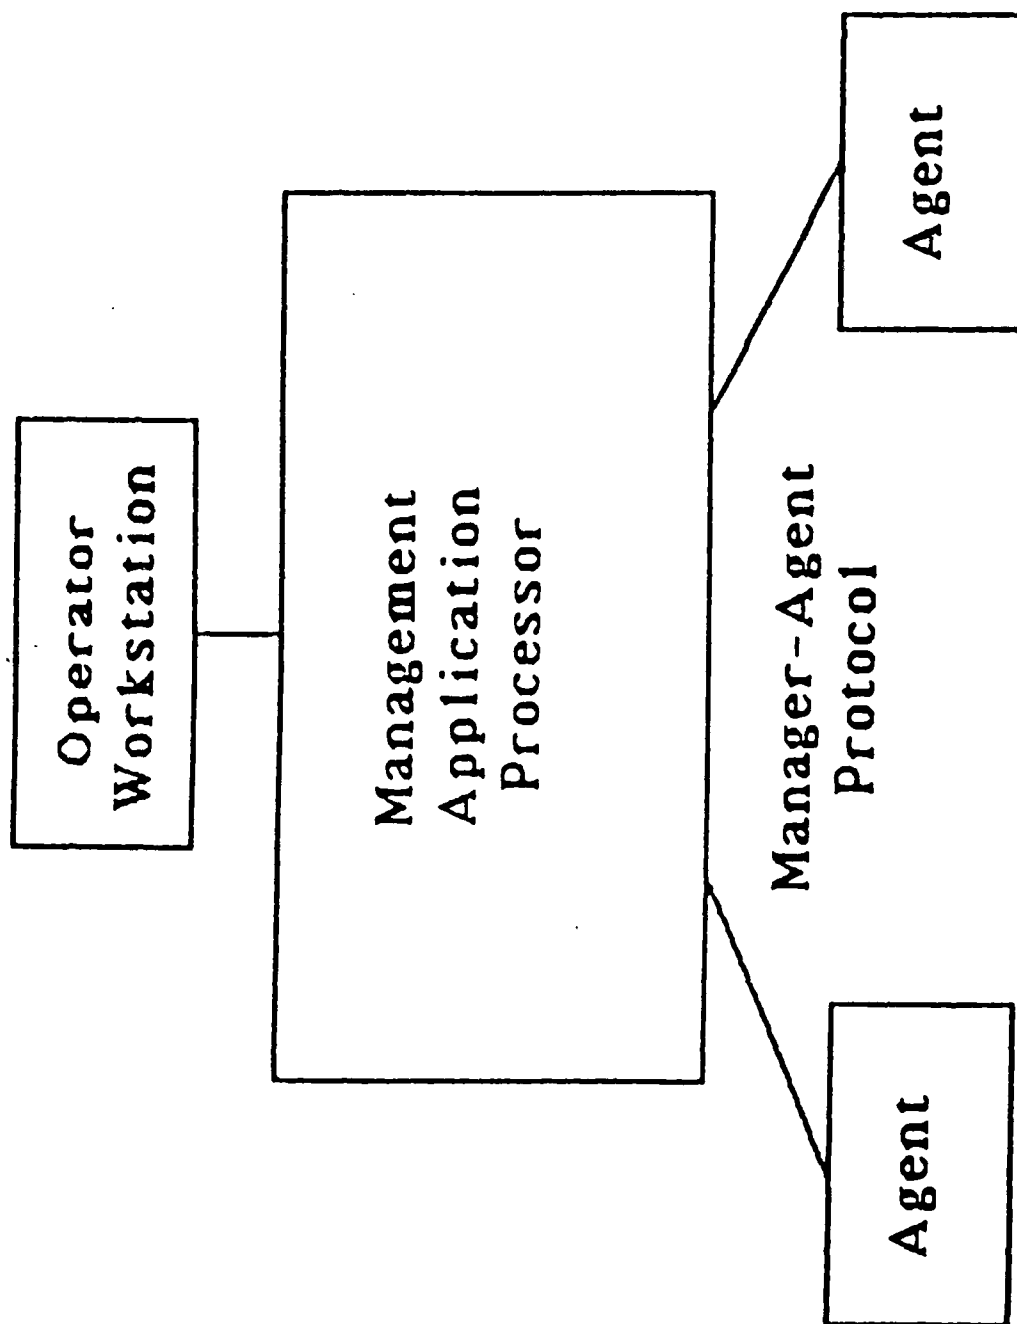 Operator
Workstation
Management
Application
Processor
Manager-Agent
Protocol
Agent
Agent